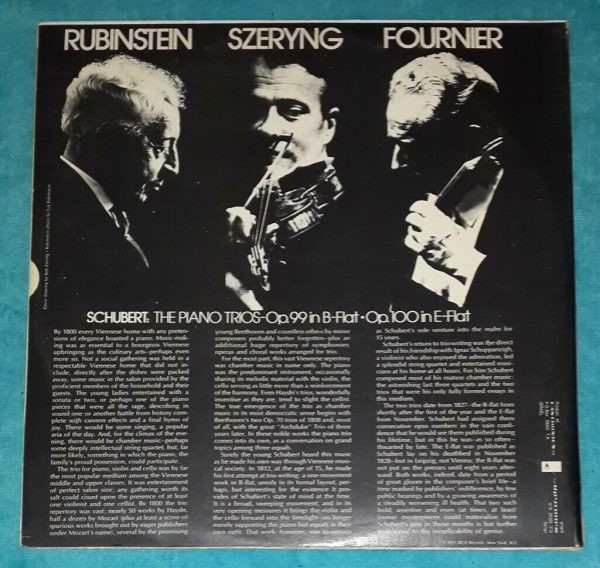 RUBINSTEIN SZERYNG FOURNIER
SCHUBERT: THE PIANO TRIOS-Op.99 in B-Flat • Op.100 in E-Flat
By 1800 every Viennese home with any preten-
sions of elegance boasted a piano. Music-mak-
ing was as essential to a bourgeois Viennese
upbringing as the culinary arts–perhaps even
more so. Not a social gathering was held in a
respectable Viennese home that did not in-
clude, directly after the dishes were packed
away, some music in the salon provided by the
proficient members of the household and their
guests. The young ladies entertained with a
sonata or two, or perhaps one of the piano
pieces that were all the rage, describing in
sound one or another battle from history com-
plete with cannon effects and a final hymn of
joy. There would be some singing, a popular
aria of the day. And, for the climax of the eve-
ning, there would be chamber music–perhaps
some deeply intellectual string quartet, but, far
more likely, something in which the piano, the
family's proud possession, could participate.
The trio for piano, violin and cello was by far
the most popular medium among the Viennese
middle and upper classes. It was entertainment
of perfect salon size; any gathering worth its
salt could count upon the presence of at least
one violinist and one cellist. By 1800 the trio
repertory was vast; nearly 50 works by Haydn,
half a dozen by Mozart (plus at least a score of
spurious works brought out by eager publishers
under Mozart's name), several by the promising
young Beethoven and countless others by minor
composers probably better forgotten–plus an
additional huge repertory of symphonies,
operas and choral works arranged for trio.
For the most part, this vast Viennese repertory
was chamber music in name only. The piano
was the predominant instrument, occasionally
sharing its melodic material with the violin, the
cello serving as little more than a reinforcement
of the harmony. Even Haydn's trios, wonderfully
inventive as they are, tend to slight the cellist.
The true emergence of the trio as chamber
music in its most democratic sense begins with
Beethoven's two Op. 70 trios of 1808 and, most
of all, with the great "Archduke" Trio of three
years later. In these noble works the piano trio
comes into its own, as a conversation on grand
topics among three equals.
Surely the young Schubert heard this music
as he made his own way through Viennese mus-
ical society. In 1812, at the age of 15, he made
his first attempt at trio writing: a one-movement
work in B-flat, unruly in its formal layout, per-
haps, but interesting for the evidence it pro-
vides of Schubert's state of mind at the time.
It is a broad, sweeping movement, and in its
very opening measures it brings the violin and
the cello forward into the limelight–no longer
merely supporting the piano but equals in their
own right. That work, however, was to stand
as Schubert's sole venture into the realm for
15 years.
Schubert's return to trio writing was the direct
result of his friendship with Ignaz Schuppanzigh,
a violinist who also enjoyed the admiration, led
a splendid string quartet and entertained musi-
cians at his home at all hours. For him Schubert
composed most of his mature chamber music:
the astonishing last three quartets and the two
trios that were his only fully formed essays in
this medium.
The two trios date from 1827–the B-flat from
shortly after the first of the year and the E-flat
from November. Schubert had assigned them
consecutive opus numbers in the vain confi-
dence that he would see them published during
his lifetime, but in this he was–as so often–
thwarted by fate. The E-flat was published as
Schubert lay on his deathbed in November
1828–but in Leipzig, not Vienna; the B-flat was
not put on the presses until eight years after-
ward. Both works, indeed, date from a period
of great gloom in the composer's brief life–a
time marked by publishers' indifference, by few
public hearings and by a growing awareness of
a steadily worsening ill health. That two such
bold, assertive and even (at times, at least)
joyous masterpieces could materialize from
Schubert's pen in those months is but further